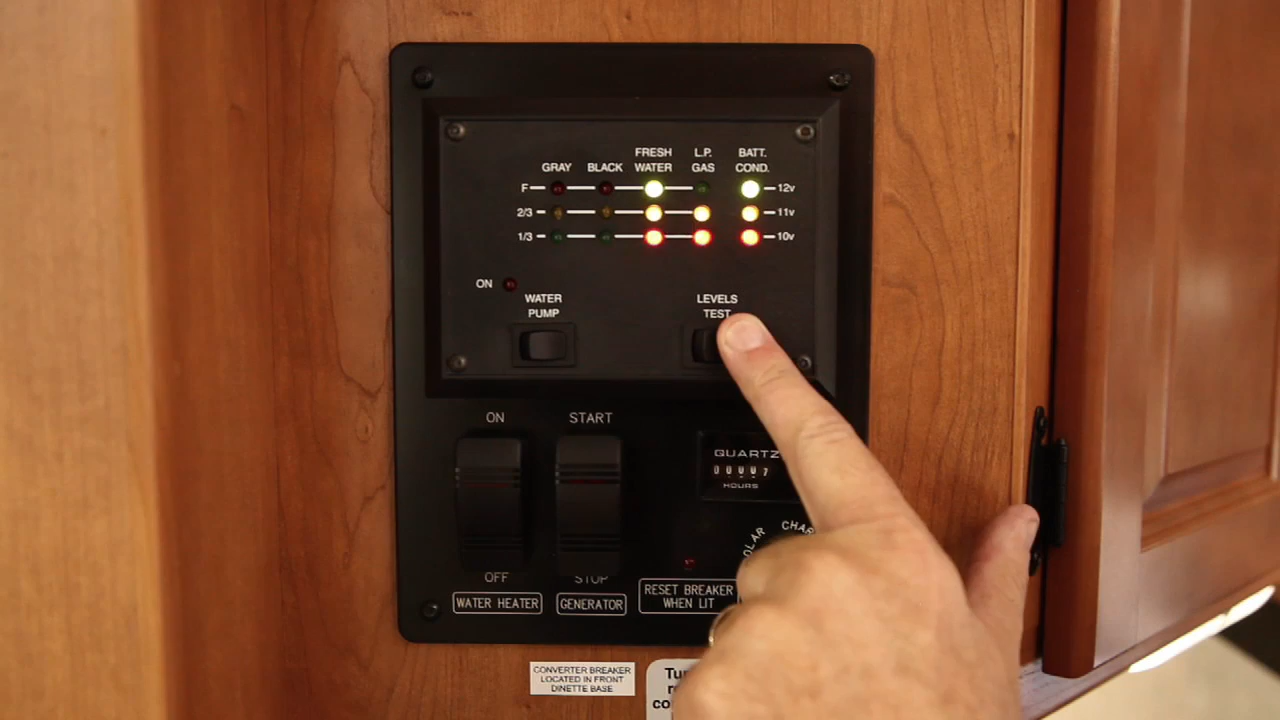 FRESH L.P. BATT.
GRAY BLACK WATER GAS COND.
F 12v
2/3 11v
1/3 10v
ON
WATER
PUMP
LEVELS
TEST
ON START
QUARTZ
00007
HOURS
CHAR
OFF STOP
WATER HEATER
GENERATOR
RESET BREAKER
WHEN LIT
CONVERTER BREAKER
LOCATED IN FRONT
DINETTE BASE